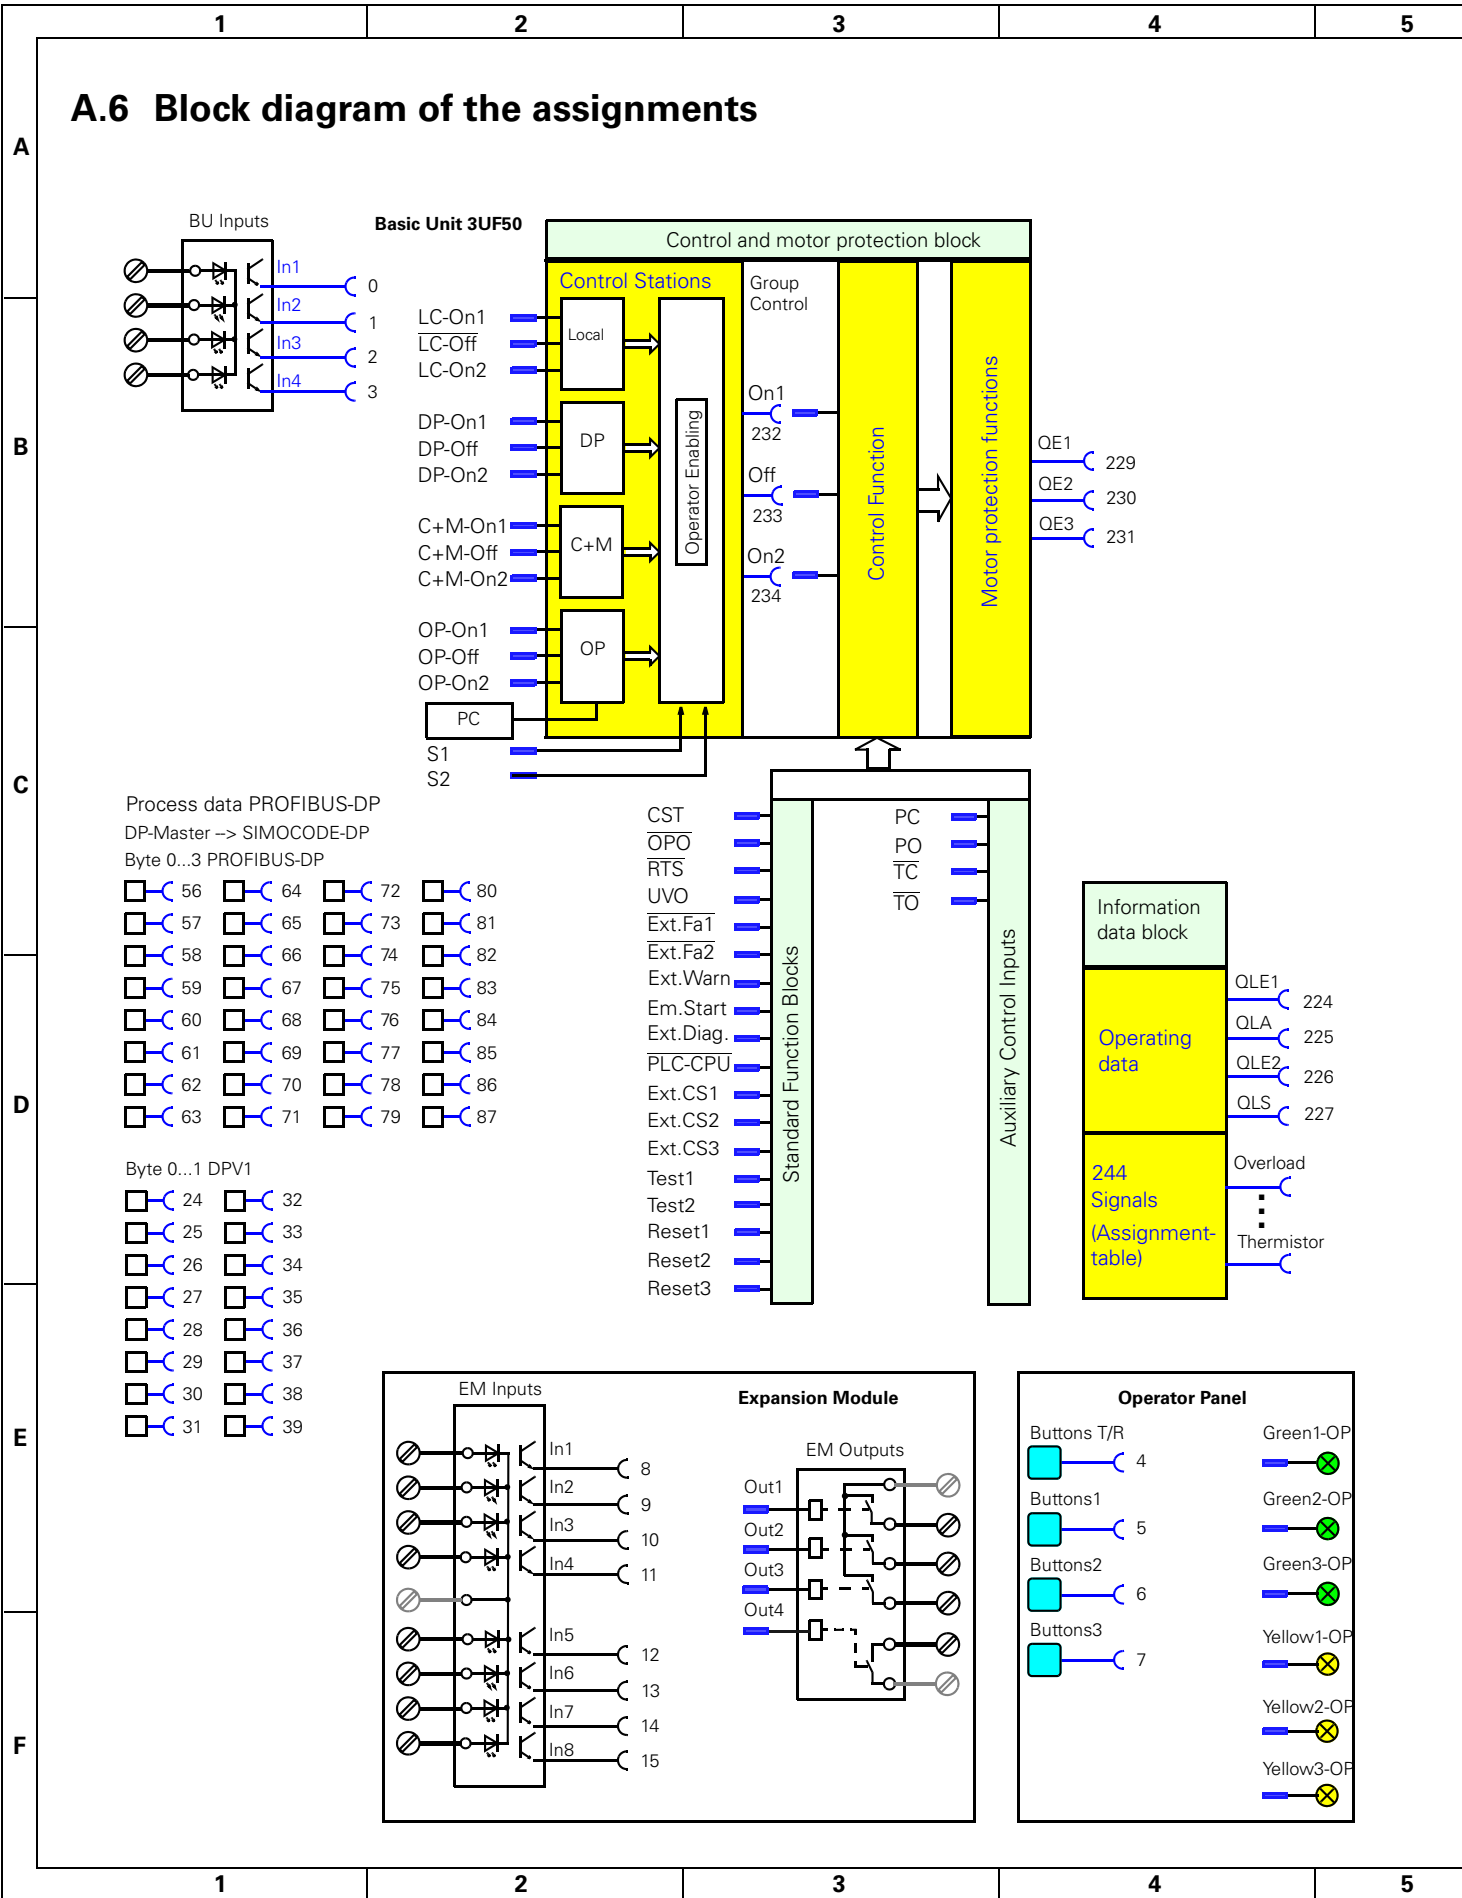 1 2 3 4 5
A.6 Block diagram of the assignments
A
BU Inputs
In1
0
In2
1
In3
2
In4
3
Basic Unit 3UF50
Control and motor protection block
Control Stations
Group
Control
LC-On1
LC-Off
LC-On2
Local
DP-On1
DP-Off
DP-On2
DP
C+M-On1
C+M-Off
C+M-On2
C+M
OP-On1
OP-Off
OP-On2
OP
PC
S1
S2
Operator Enabling
On1
232
Off
233
On2
234
Control Function
Motor protection functions
QE1
229
QE2
230
QE3
231
B
C
Process data PROFIBUS-DP
DP-Master --> SIMOCODE-DP
Byte 0...3 PROFIBUS-DP
56 64 72 80
57 65 73 81
58 66 74 82
59 67 75 83
60 68 76 84
61 69 77 85
62 70 78 86
63 71 79 87
Byte 0...1 DPV1
24 32
25 33
26 34
27 35
28 36
29 37
30 38
31 39
CST
OPO
RTS
UVO
Ext.Fa1
Ext.Fa2
Ext.Warn
Em.Start
Ext.Diag.
PLC-CPU
Ext.CS1
Ext.CS2
Ext.CS3
Test1
Test2
Reset1
Reset2
Reset3
Standard Function Blocks
PC
PO
TC
TO
Auxiliary Control Inputs
Information
data block
Operating
data
QLE1
224
QLA
225
QLE2
226
QLS
227
244
Signals
(Assignment-
table)
Overload
Thermistor
D
E
EM Inputs
In1
8
In2
9
In3
10
In4
11
In5
12
In6
13
In7
14
In8
15
Expansion Module
EM Outputs
Out1
Out2
Out3
Out4
Operator Panel
Buttons T/R
4
Buttons1
5
Buttons2
6
Buttons3
7
Green1-OP
Green2-OP
Green3-OP
Yellow1-OP
Yellow2-OP
Yellow3-OP
F
1 2 3 4 5